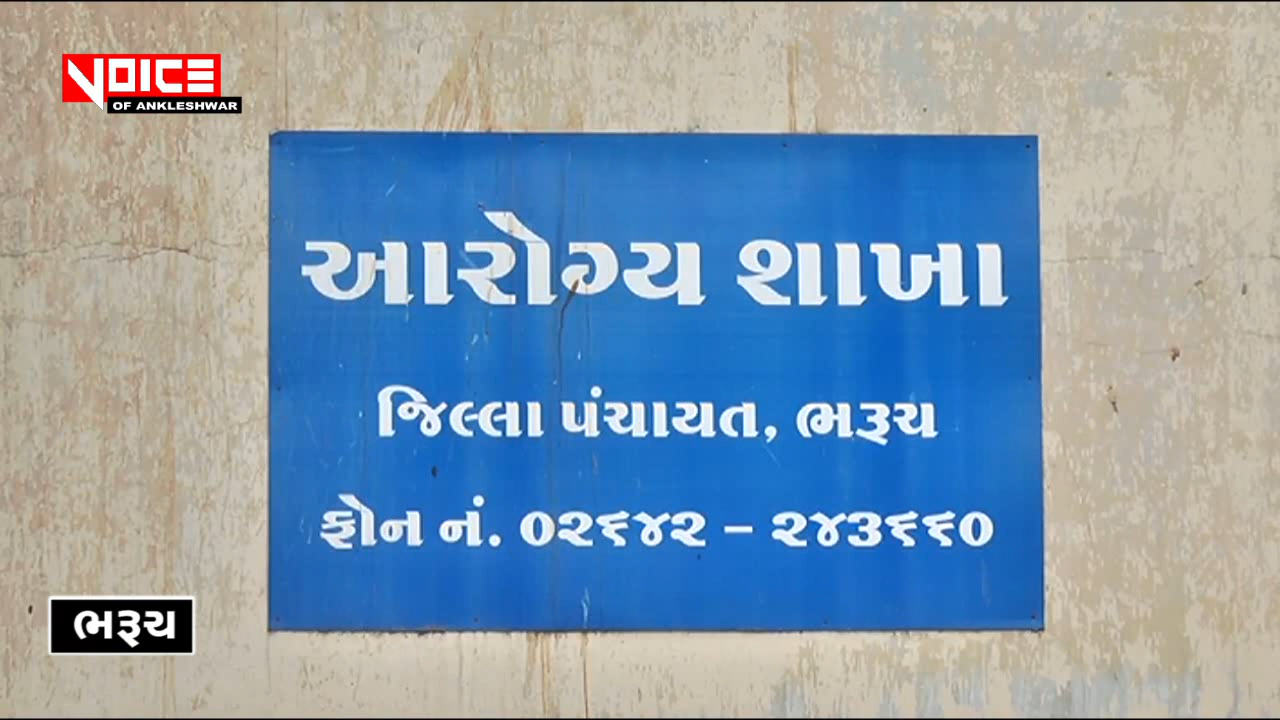 VOICE
OF ANKLESHWAR
આરોગ્ય શાખા
જિલ્લા પંચાયત, ભરૂચ
ફોન નં. ૦૨૬૪૨ – ૨૪૩૬૬૦
ભરૂચ